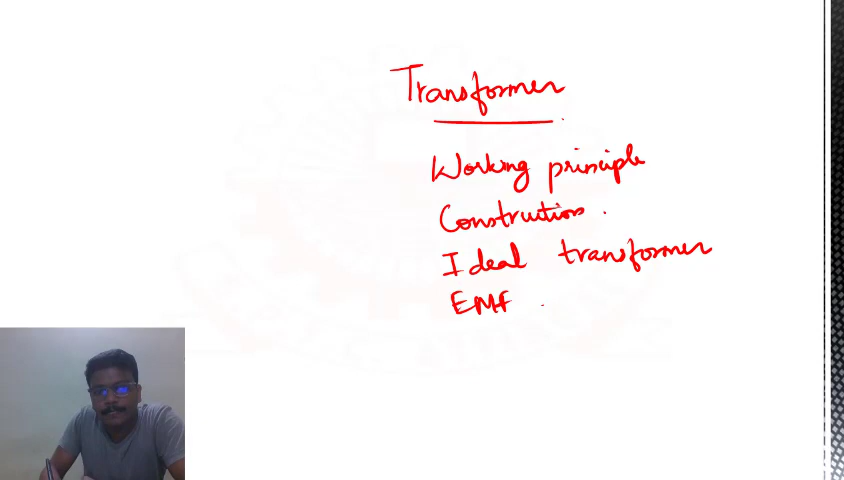 Transformer
Working principle
Construction.
Ideal transformer
EMF